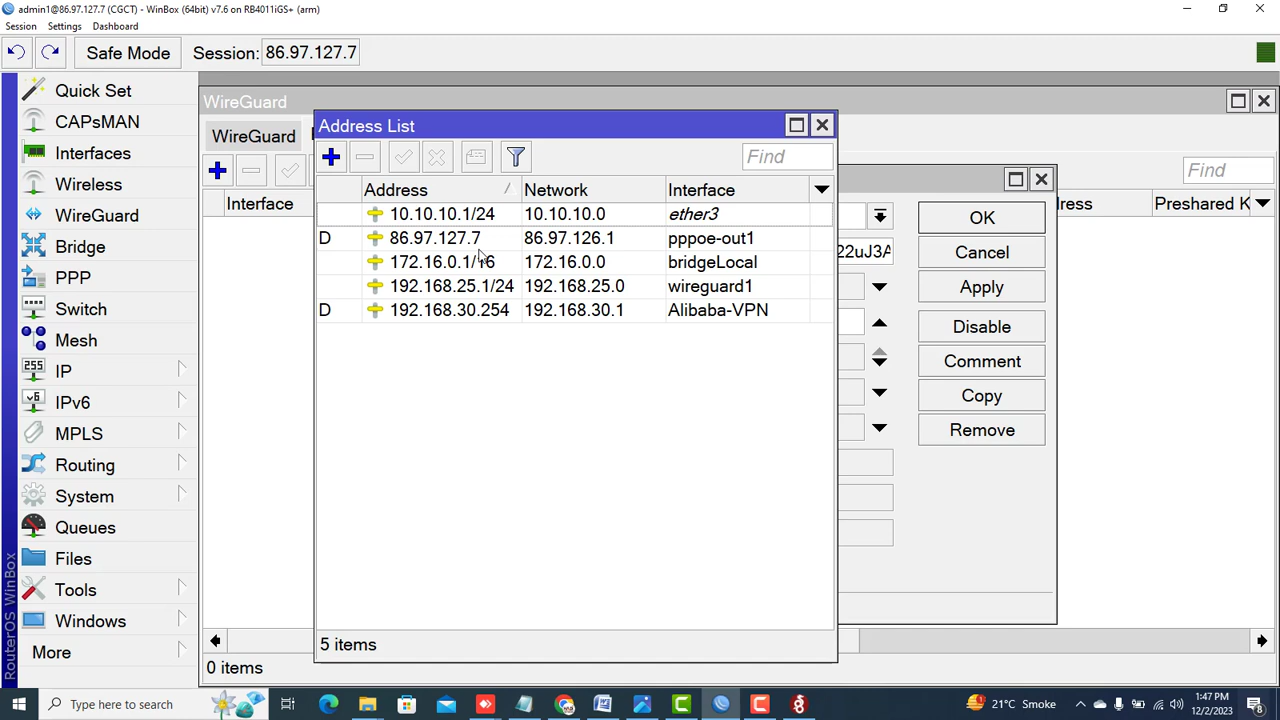 admin1@86.97.127.7 (CGCT) - WinBox (64bit) v7.6 on RB4011iGS+ (arm)
Session Settings Dashboard
Safe Mode Session: 86.97.127.7
Quick Set
CAPsMAN
Interfaces
Wireless
WireGuard
Bridge
PPP
Switch
Mesh
255 IP
v6 IPv6
MPLS
Routing
System
Queues
Files
Tools
Windows
More
RouterOS WinBox
WireGuard
WireGuard
Find
Interface
Preshared K
0 items
Address List
Find
Address Network Interface
10.10.10.1/24 10.10.10.0 ether3
D 86.97.127.7 86.97.126.1 pppoe-out1
172.16.0.1/16 172.16.0.0 bridgeLocal
192.168.25.1/24 192.168.25.0 wireguard1
D 192.168.30.254 192.168.30.1 Alibaba-VPN
5 items
22uJ3A
OK
Cancel
Apply
Disable
Comment
Copy
Remove
Type here to search
21°C Smoke
1:47 PM
12/2/2023
8